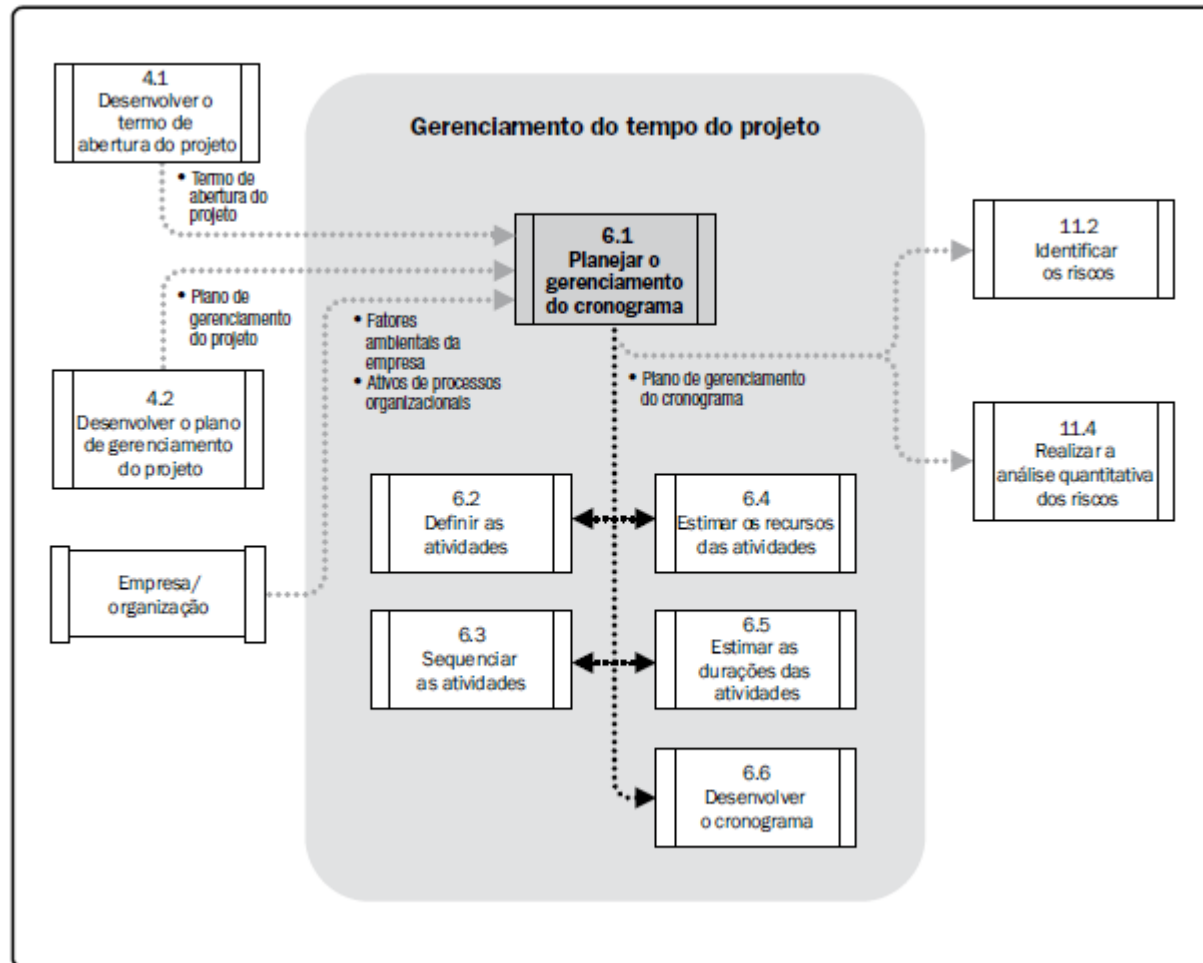 4.1
Desenvolver o
termo de
abertura do projeto
• Termo de
abertura do
projeto
Gerenciamento do tempo do projeto
6.1
Planejar o
gerenciamento
do cronograma
11.2
Identificar
os riscos
• Plano de
gerenciamento
do projeto
• Fatores
ambientais da
empresa
• Ativos de processos
organizacionais
• Plano de gerenciamento
do cronograma
4.2
Desenvolver o plano
de gerenciamento
do projeto
11.4
Realizar a
análise quantitativa
dos riscos
6.2
Definir as
atividades
6.4
Estimar os recursos
das atividades
Empresa/
organização
6.3
Sequenciar
as atividades
6.5
Estimar as
durações das
atividades
6.6
Desenvolver
o cronograma